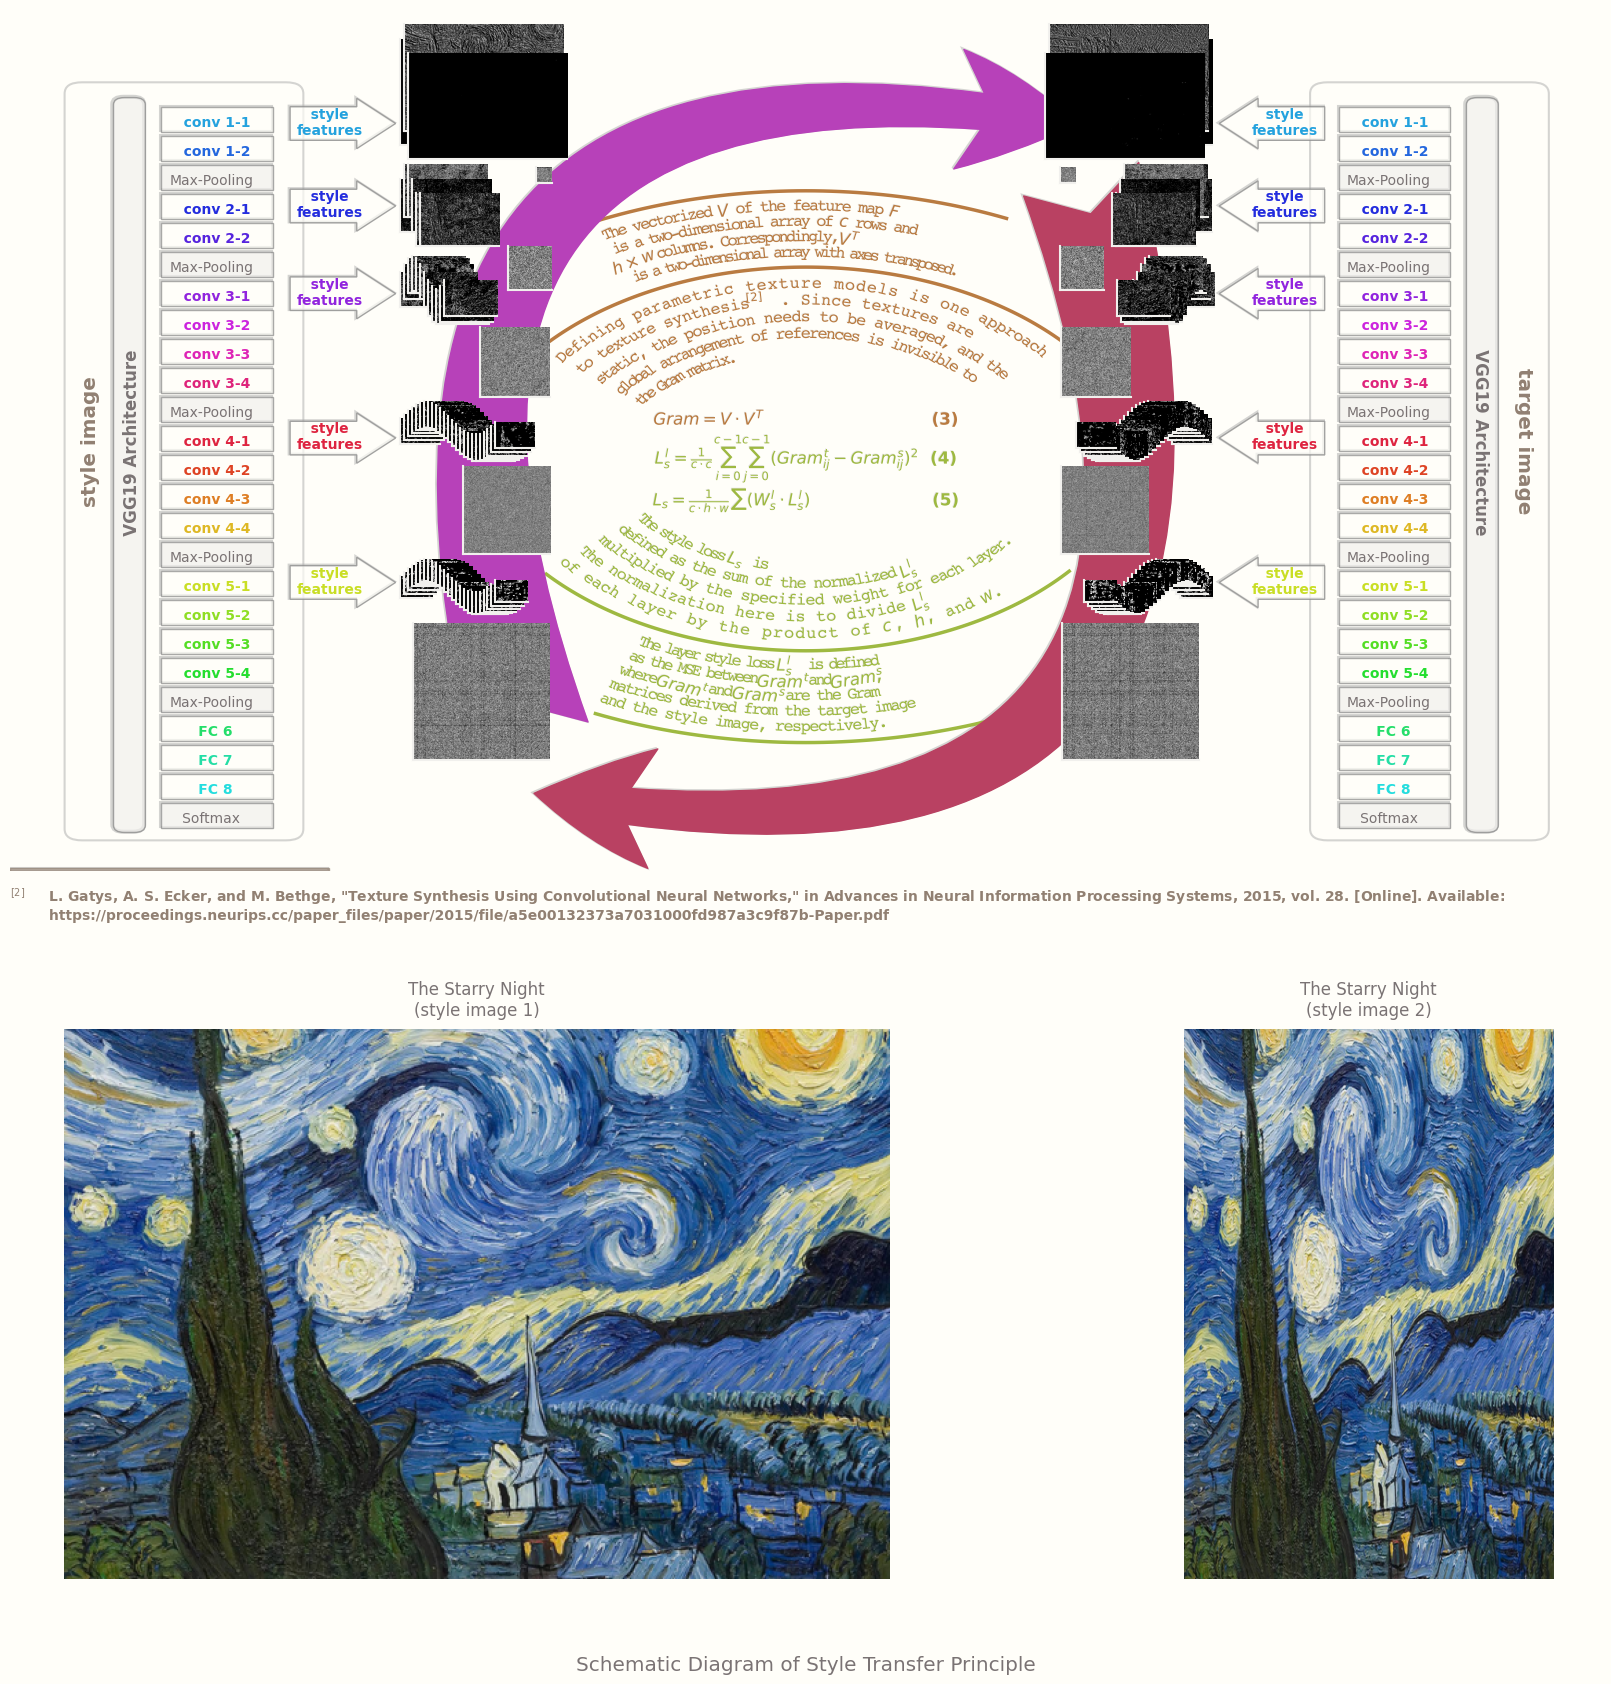 style image
VGG19 Architecture
conv 1-1
conv 1-2
Max-Pooling
conv 2-1
conv 2-2
Max-Pooling
conv 3-1
conv 3-2
conv 3-3
conv 3-4
Max-Pooling
conv 4-1
conv 4-2
conv 4-3
conv 4-4
Max-Pooling
conv 5-1
conv 5-2
conv 5-3
conv 5-4
Max-Pooling
FC 6
FC 7
FC 8
Softmax
style
features
style
features
style
features
style
features
style
features
The vectorized V of the feature map F
is a two-dimensional array of c rows and
h × w columns. Correspondingly, V^T
is a two-dimensional array with axes transposed.
Defining parametric texture models is one approach
to texture synthesis[2] . Since textures are
static, the position needs to be averaged, and the
global arrangement of references is invisible to
the Gram matrix.
Gram = V · V^T (3)
L_s^l = 1/(c·c) ∑_{i=0}^{c−1} ∑_{j=0}^{c−1} (Gram_{ij}^t − Gram_{ij}^s)^2 (4)
L_s = 1/(c·h·w) ∑(W_s^l · L_s^l) (5)
The style loss L_s is
defined as the sum of the normalized L_s^l
multiplied by the specified weight for each layer.
The normalization here is to divide L_s^l
of each layer by the product of c, h, and w.
The layer style loss L_s^l is defined
as the MSE between Gram^t and Gram^s
where Gram^t and Gram^s are the Gram
matrices derived from the target image
and the style image, respectively.
style
features
style
features
style
features
style
features
style
features
conv 1-1
conv 1-2
Max-Pooling
conv 2-1
conv 2-2
Max-Pooling
conv 3-1
conv 3-2
conv 3-3
conv 3-4
Max-Pooling
conv 4-1
conv 4-2
conv 4-3
conv 4-4
Max-Pooling
conv 5-1
conv 5-2
conv 5-3
conv 5-4
Max-Pooling
FC 6
FC 7
FC 8
Softmax
VGG19 Architecture
target image
[2] L. Gatys, A. S. Ecker, and M. Bethge, "Texture Synthesis Using Convolutional Neural Networks," in Advances in Neural Information Processing Systems, 2015, vol. 28. [Online]. Available:
https://proceedings.neurips.cc/paper_files/paper/2015/file/a5e00132373a7031000fd987a3c9f87b-Paper.pdf
The Starry Night
(style image 1)
The Starry Night
(style image 2)
Schematic Diagram of Style Transfer Principle